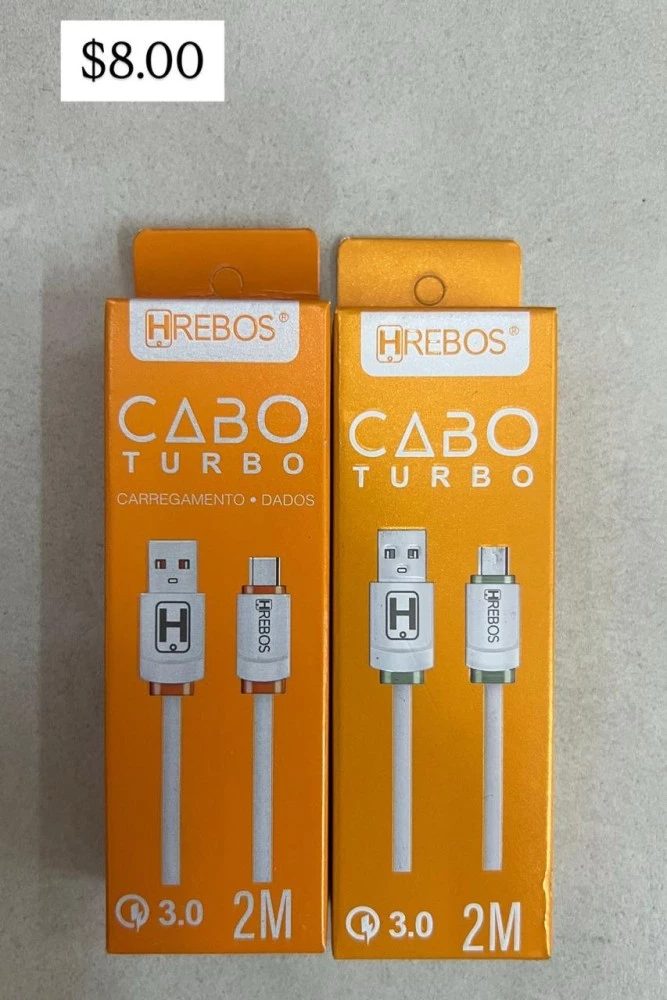 $8.00
HREBOS®
CABO
TURBO
CARREGAMENTO • DADOS
H
HREBOS
3.0 2M
HREBOS®
CABO
TURBO
H
HREBOS
3.0 2M